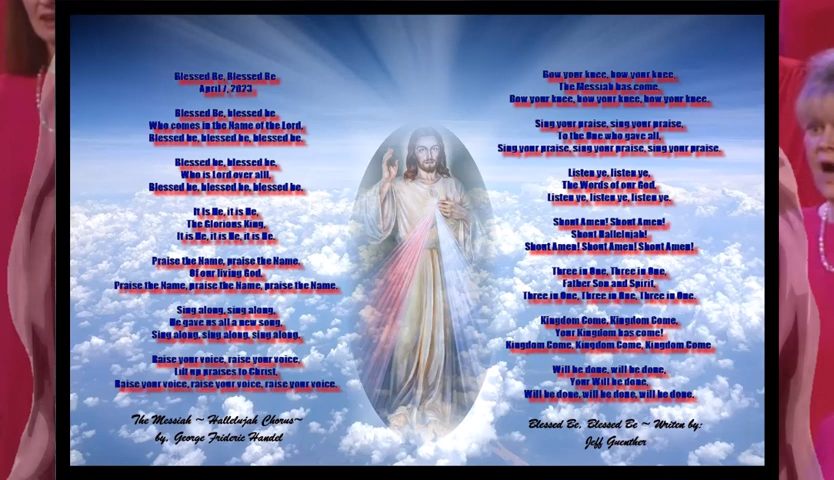 Blessed Be, Blessed Be
April 7, 2023
Blessed Be, blessed be,
Who comes in the Name of the Lord,
Blessed be, blessed be, blessed be.
Blessed be, blessed be,
Who is Lord over alll,
Blessed be, blessed be, blessed be.
It Is He, it is He,
The Glorious King,
It is He, it is He, it is He.
Praise the Name, praise the Name,
Of our living God,
Praise the Name, praise the Name, praise the Name.
Sing along, sing along,
He gave us all a new song,
Sing along, sing along, sing along,
Raise your voice, raise your voice,
Lift up praises to Christ,
Raise your voice, raise your voice, raise your voice.
The Messiah ~ Hallelujah Chorus~
by, George Frideric Handel
Bow your knee, bow your knee,
The Messiah has come,
Bow your knee, bow your knee, bow your knee.
Sing your praise, sing your praise,
To the One who gave all,
Sing your praise, sing your praise, sing your praise.
Listen ye, listen ye,
The Words of our God,
Listen ye, listen ye, listen ye.
Shout Amen! Shout Amen!
Shout Hallelujah!
Shout Amen! Shout Amen! Shout Amen!
Three in One, Three in One,
Father Son and Spirit,
Three in One, Three in One, Three in One.
Kingdom Come, Kingdom Come,
Your Kingdom has come!
Kingdom Come, Kingdom Come, Kingdom Come
Will be done, will be done,
Your Will be done,
Will be done, will be done, will be done.
Blessed Be, Blessed Be ~ Writen by:
Jeff Guenther